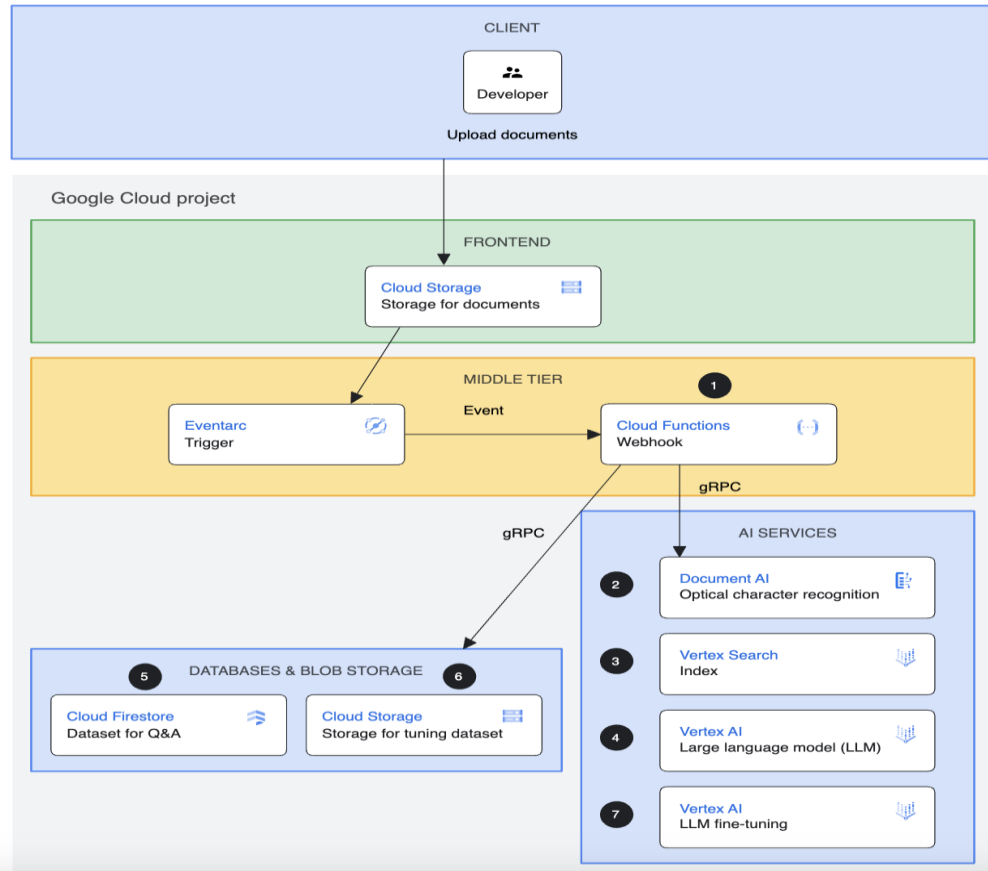 CLIENT
Developer
Upload documents
Google Cloud project
FRONTEND
Cloud Storage
Storage for documents
MIDDLE TIER
1
Eventarc
Trigger
Event
Cloud Functions
Webhook
gRPC
gRPC
AI SERVICES
2
Document AI
Optical character recognition
3
Vertex Search
Index
5
DATABASES & BLOB STORAGE
6
Cloud Firestore
Dataset for Q&A
Cloud Storage
Storage for tuning dataset
4
Vertex AI
Large language model (LLM)
7
Vertex AI
LLM fine-tuning